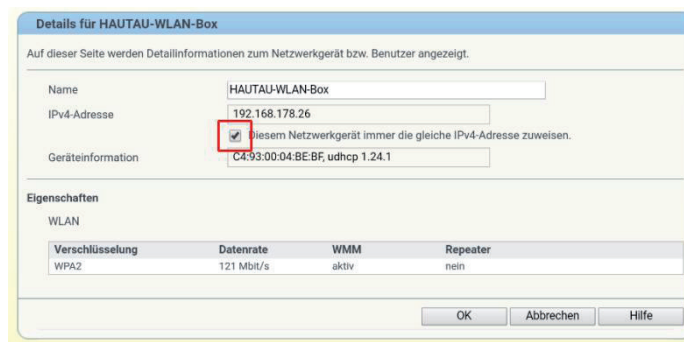 Details für HAUTAU-WLAN-Box
Auf dieser Seite werden Detailinformationen zum Netzwerkgerät bzw. Benutzer angezeigt.
Name HAUTAU-WLAN-Box
IPv4-Adresse 192.168.178.26
Diesem Netzwerkgerät immer die gleiche IPv4-Adresse zuweisen.
Geräteinformation C4:93:00:04:BE:BF, udhcp 1.24.1
Eigenschaften
WLAN
Verschlüsselung Datenrate WMM Repeater
WPA2 121 Mbit/s aktiv nein
OK Abbrechen Hilfe